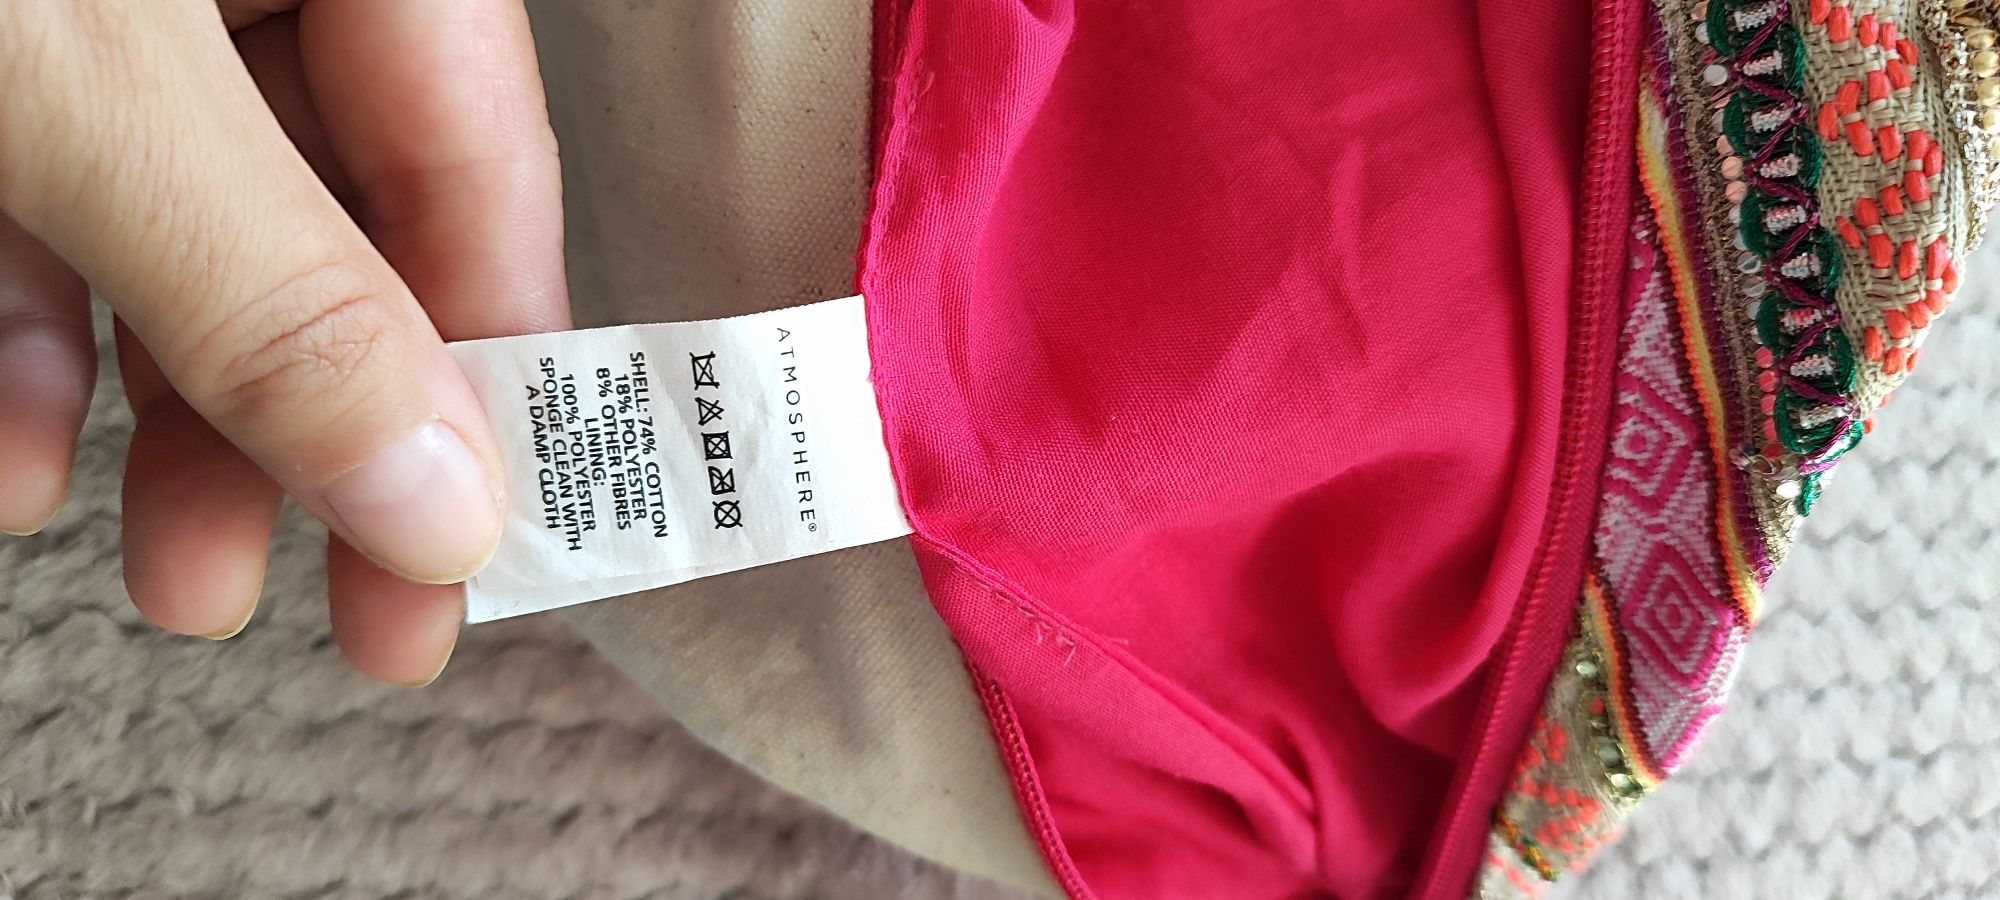 ATMOSPHERE®
SHELL: 74% COTTON
18% POLYESTER
8% OTHER FIBRES
LINING:
100% POLYESTER
SPONGE CLEAN WITH
A DAMP CLOTH